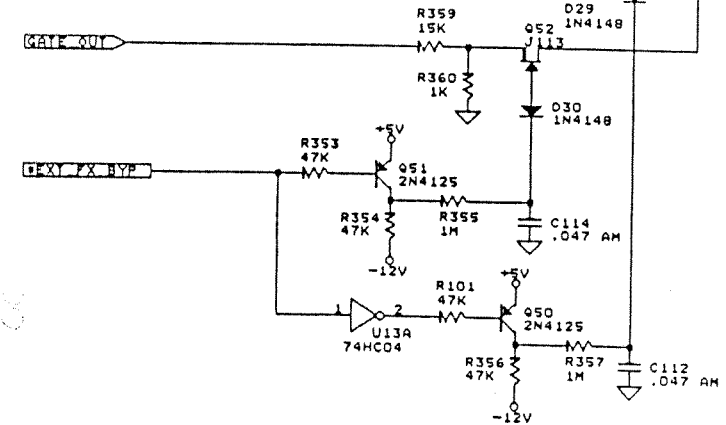 D29
1N4148
R359
15K
Q52
J113
GATE OUT
R360
1K
D30
1N4148
+5V
R353
47K
*EXT FX BYP
Q51
2N4125
R354
47K
R355
1M
C114
.047 AM
-12V
+5V
R101
47K
1
2
Q50
2N4125
U13A
74HC04
R356
47K
R357
1M
C112
.047 AM
-12V